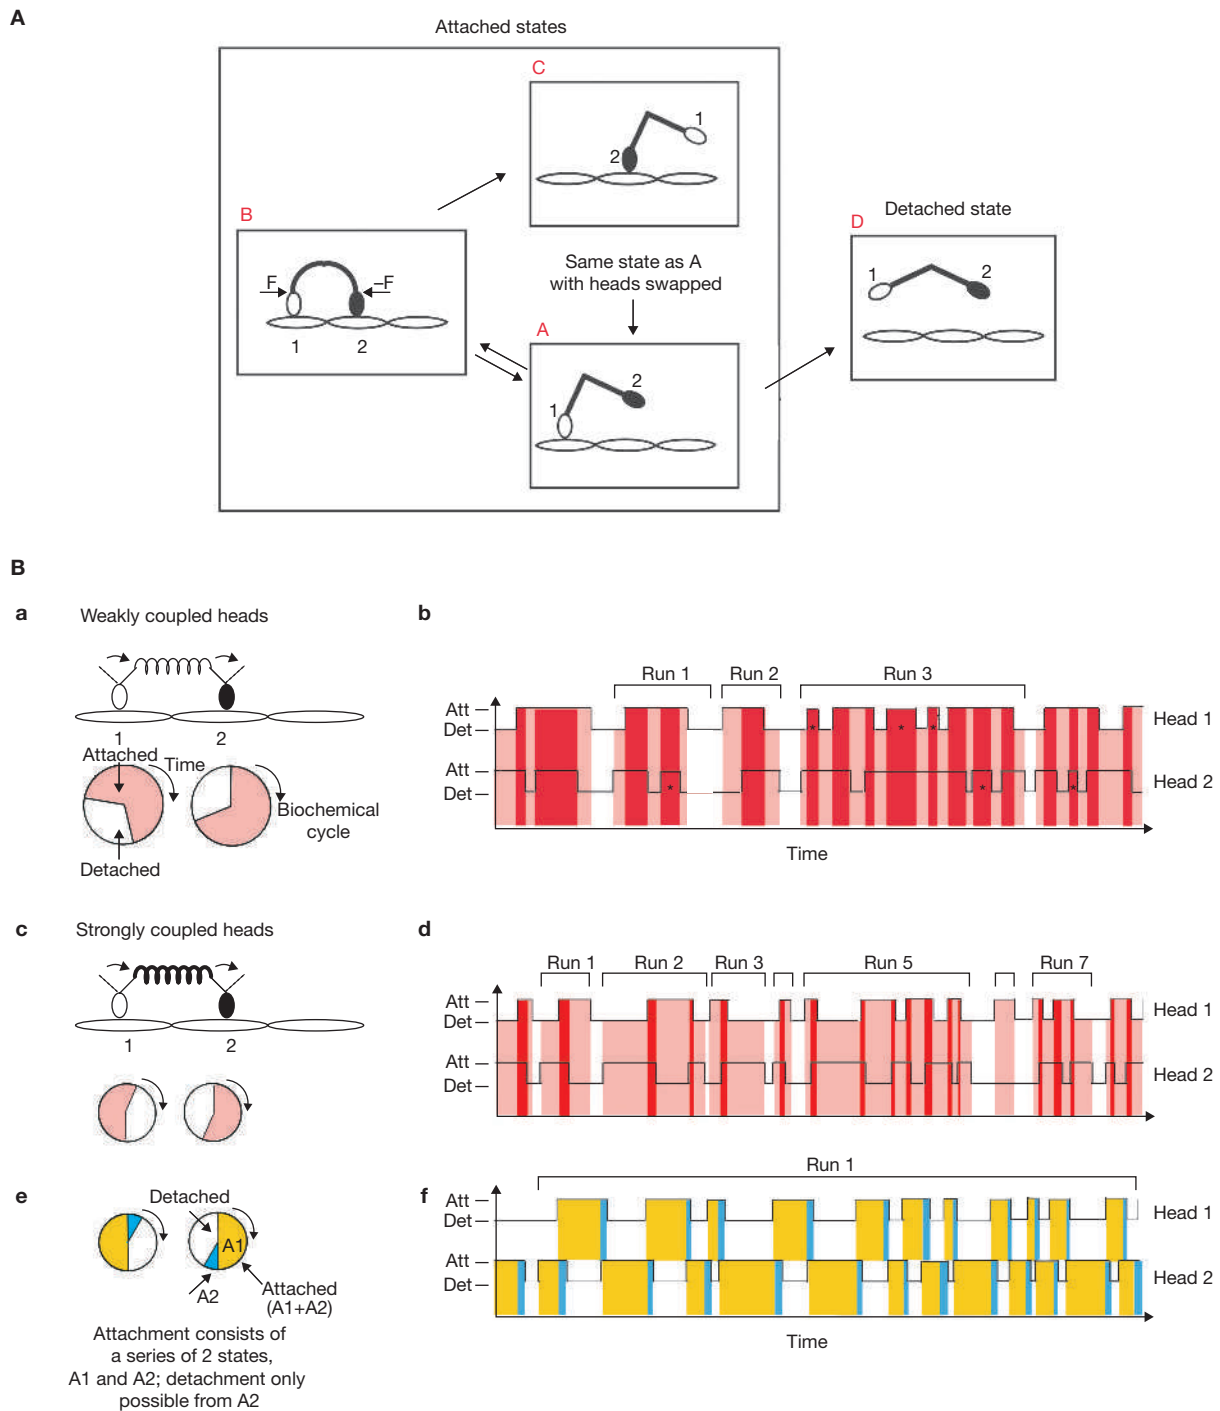 A
Attached states
C
1
2
B
F
–F
1
2
Same state as A
with heads swapped
A
1
2
Detached state
D
1
2
B
a
Weakly coupled heads
1
2
Attached
Time
Biochemical
cycle
Detached
b
Run 1
Run 2
Run 3
Att
Det
Head 1
*
*
*
Att
Det
Head 2
*
*
*
Time
c
Strongly coupled heads
1
2
d
Run 1
Run 2
Run 3
Run 5
Run 7
Att
Det
Head 1
Att
Det
Head 2
e
Detached
A1
A2
Attached
(A1+A2)
Attachment consists of
a series of 2 states,
A1 and A2; detachment only
possible from A2
f
Run 1
Att
Det
Head 1
Att
Det
Head 2
Time